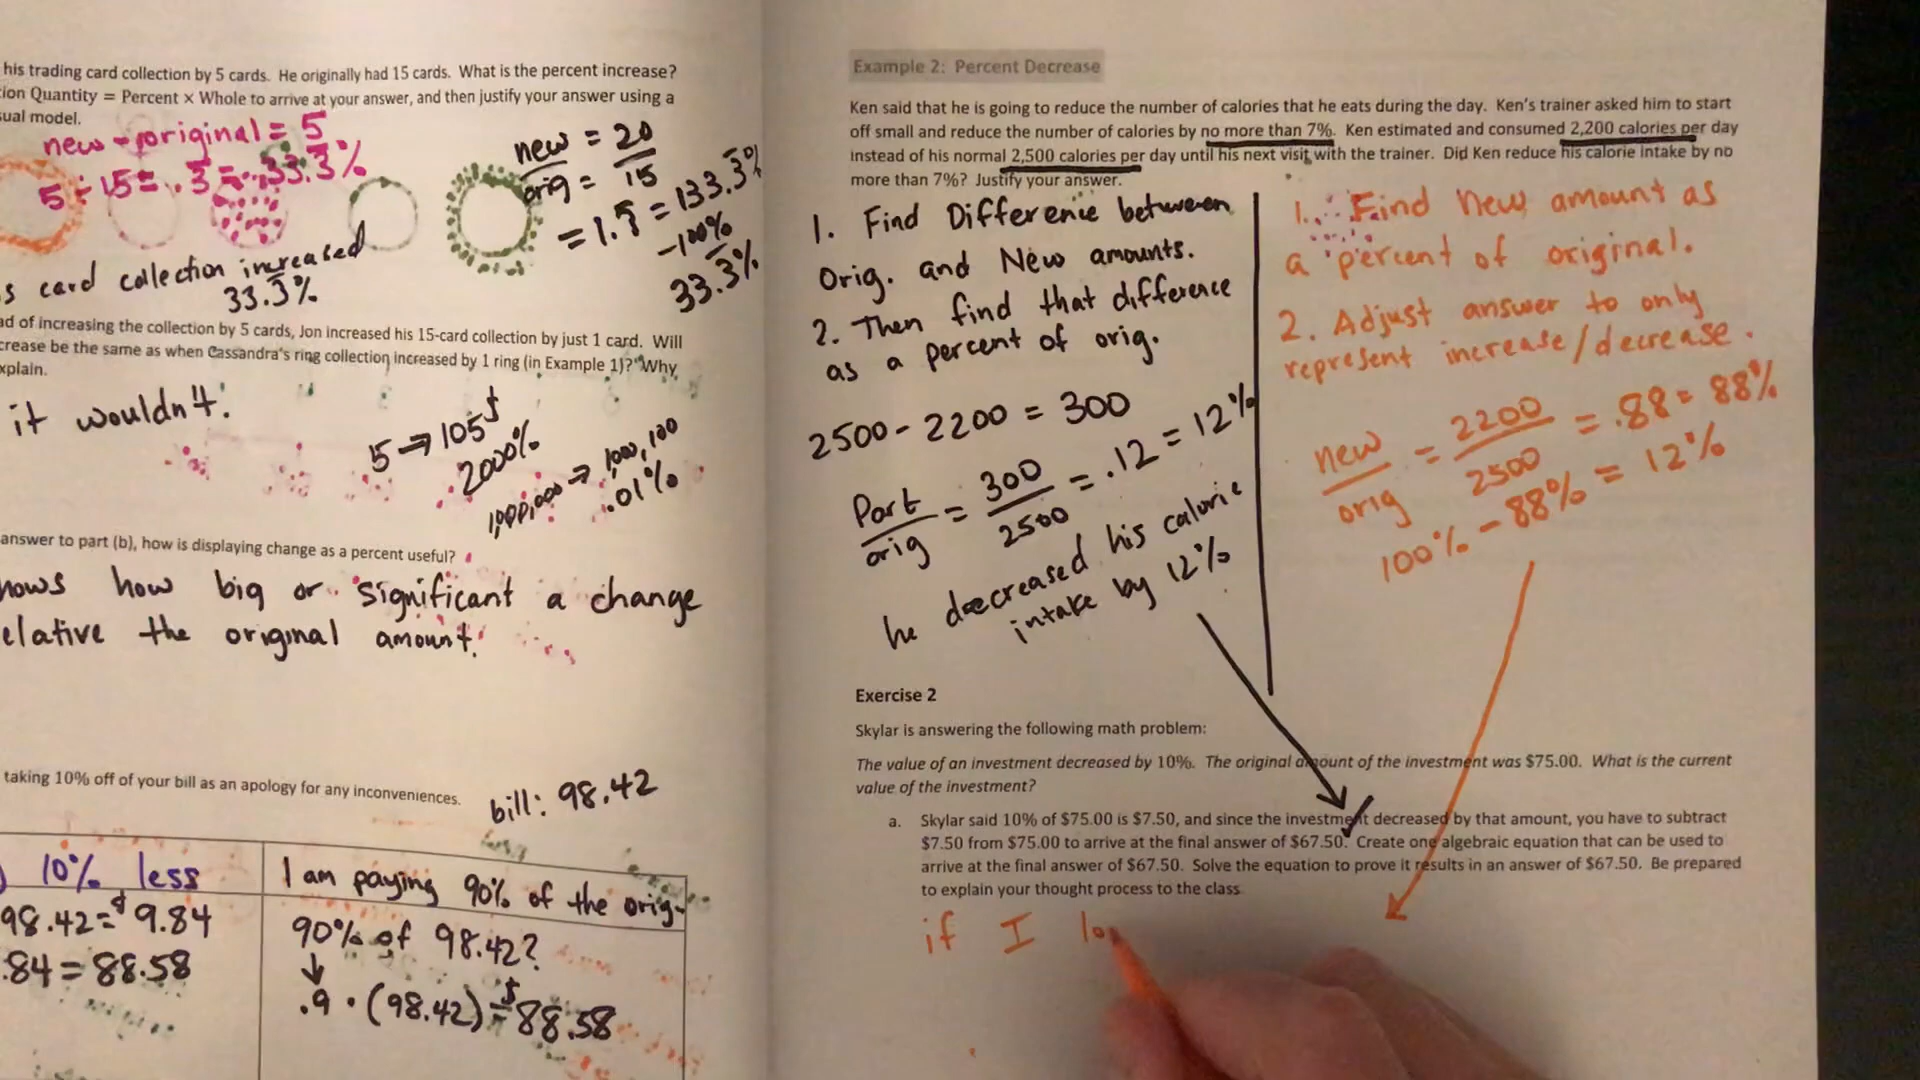 his trading card collection by 5 cards. He originally had 15 cards. What is the percent increase?
ion Quantity = Percent × Whole to arrive at your answer, and then justify your answer using a
sual model.
new - original = 5
5 ÷ 15 = .3̅ = 33.3̅%
new = 20
orig = 15
= 1.3̅ = 133.3̅%
-100%
33.3̅%
s card collection increased
33.3̅%
ad of increasing the collection by 5 cards, Jon increased his 15-card collection by just 1 card. Will
crease be the same as when Cassandra's ring collection increased by 1 ring (in Example 1)? Why
xplain.
it wouldn't.
5 → 105
2000%
1,000,000 → 1,000,100
.01%
answer to part (b), how is displaying change as a percent useful?
hows how big or significant a change
elative the original amount.
taking 10% off of your bill as an apology for any inconveniences.
bill: 98.42
10% less
98.42 = $9.84
.84 = 88.58
I am paying 90% of the orig.
90% of 98.42?
↓
.9 · (98.42) = $88.58
Example 2: Percent Decrease
Ken said that he is going to reduce the number of calories that he eats during the day. Ken's trainer asked him to start
off small and reduce the number of calories by no more than 7%. Ken estimated and consumed 2,200 calories per day
instead of his normal 2,500 calories per day until his next visit with the trainer. Did Ken reduce his calorie intake by no
more than 7%? Justify your answer.
1. Find Difference between
Orig. and New amounts.
2. Then find that difference
as a percent of orig.
2500 - 2200 = 300
Part/orig = 300/2500 = .12 = 12%
he decreased his calorie
intake by 12%
1. Find New amount as
a percent of original.
2. Adjust answer to only
represent increase/decrease.
new/orig = 2200/2500 = .88 = 88%
100% - 88% = 12%
Exercise 2
Skylar is answering the following math problem:
The value of an investment decreased by 10%. The original amount of the investment was $75.00. What is the current
value of the investment?
a. Skylar said 10% of $75.00 is $7.50, and since the investment decreased by that amount, you have to subtract
$7.50 from $75.00 to arrive at the final answer of $67.50. Create one algebraic equation that can be used to
arrive at the final answer of $67.50. Solve the equation to prove it results in an answer of $67.50. Be prepared
to explain your thought process to the class
if I lo